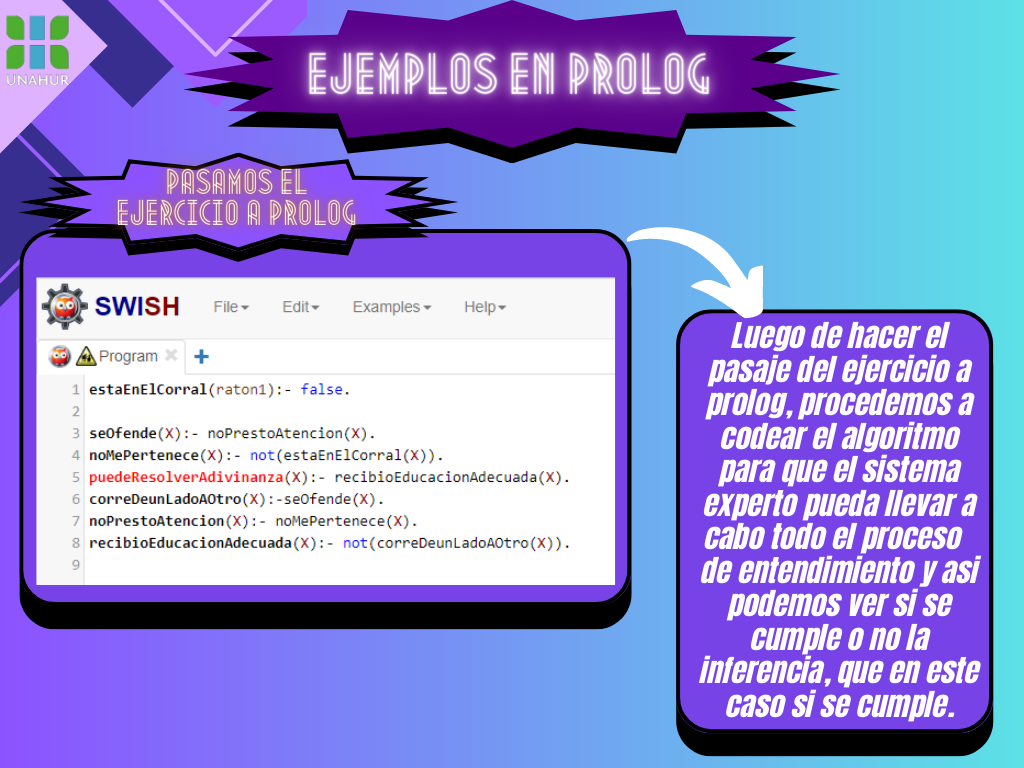 UNAHUR
EJEMPLOS EN PROLOG
PASAMOS EL
EJERCICIO A PROLOG
SWISH File Edit Examples Help
Program
1 estaEnElCorral(raton1):- false.
2
3 seOfende(X):- noPrestoAtencion(X).
4 noMePertenece(X):- not(estaEnElCorral(X)).
5 puedeResolverAdivinanza(X):- recibioEducacionAdecuada(X).
6 correDeunLadoAOtro(X):-seOfende(X).
7 noPrestoAtencion(X):- noMePertenece(X).
8 recibioEducacionAdecuada(X):- not(correDeunLadoAOtro(X)).
9
Luego de hacer el
pasaje del ejercicio a
prolog, procedemos a
codear el algoritmo
para que el sistema
experto pueda llevar a
cabo todo el proceso
de entendimiento y asi
podemos ver si se
cumple o no la
inferencia, que en este
caso si se cumple.